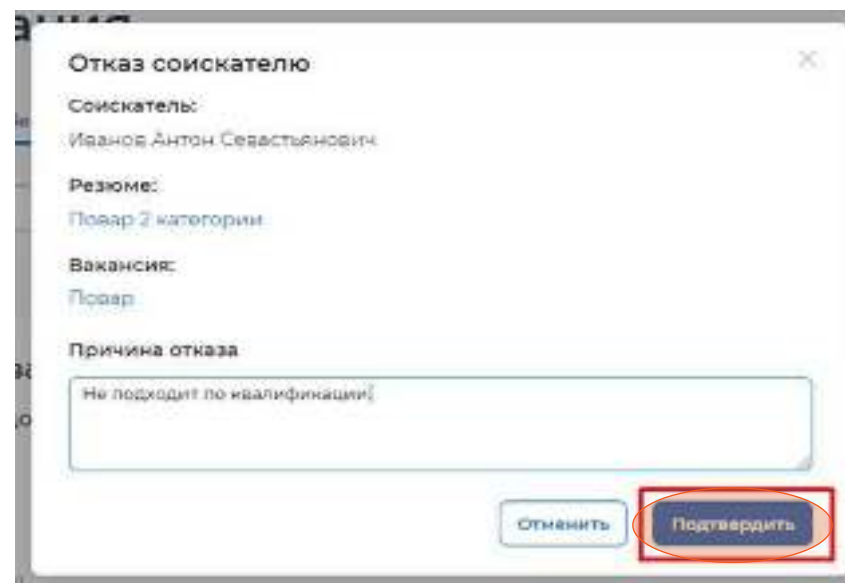 Отказ соискателю
Соискатель:
Иванов Антон Севастьянович
Резюме:
Повар 2 категории
Вакансия:
Повар
Причина отказа
Не подходит по квалификации
Отменить
Подтвердить